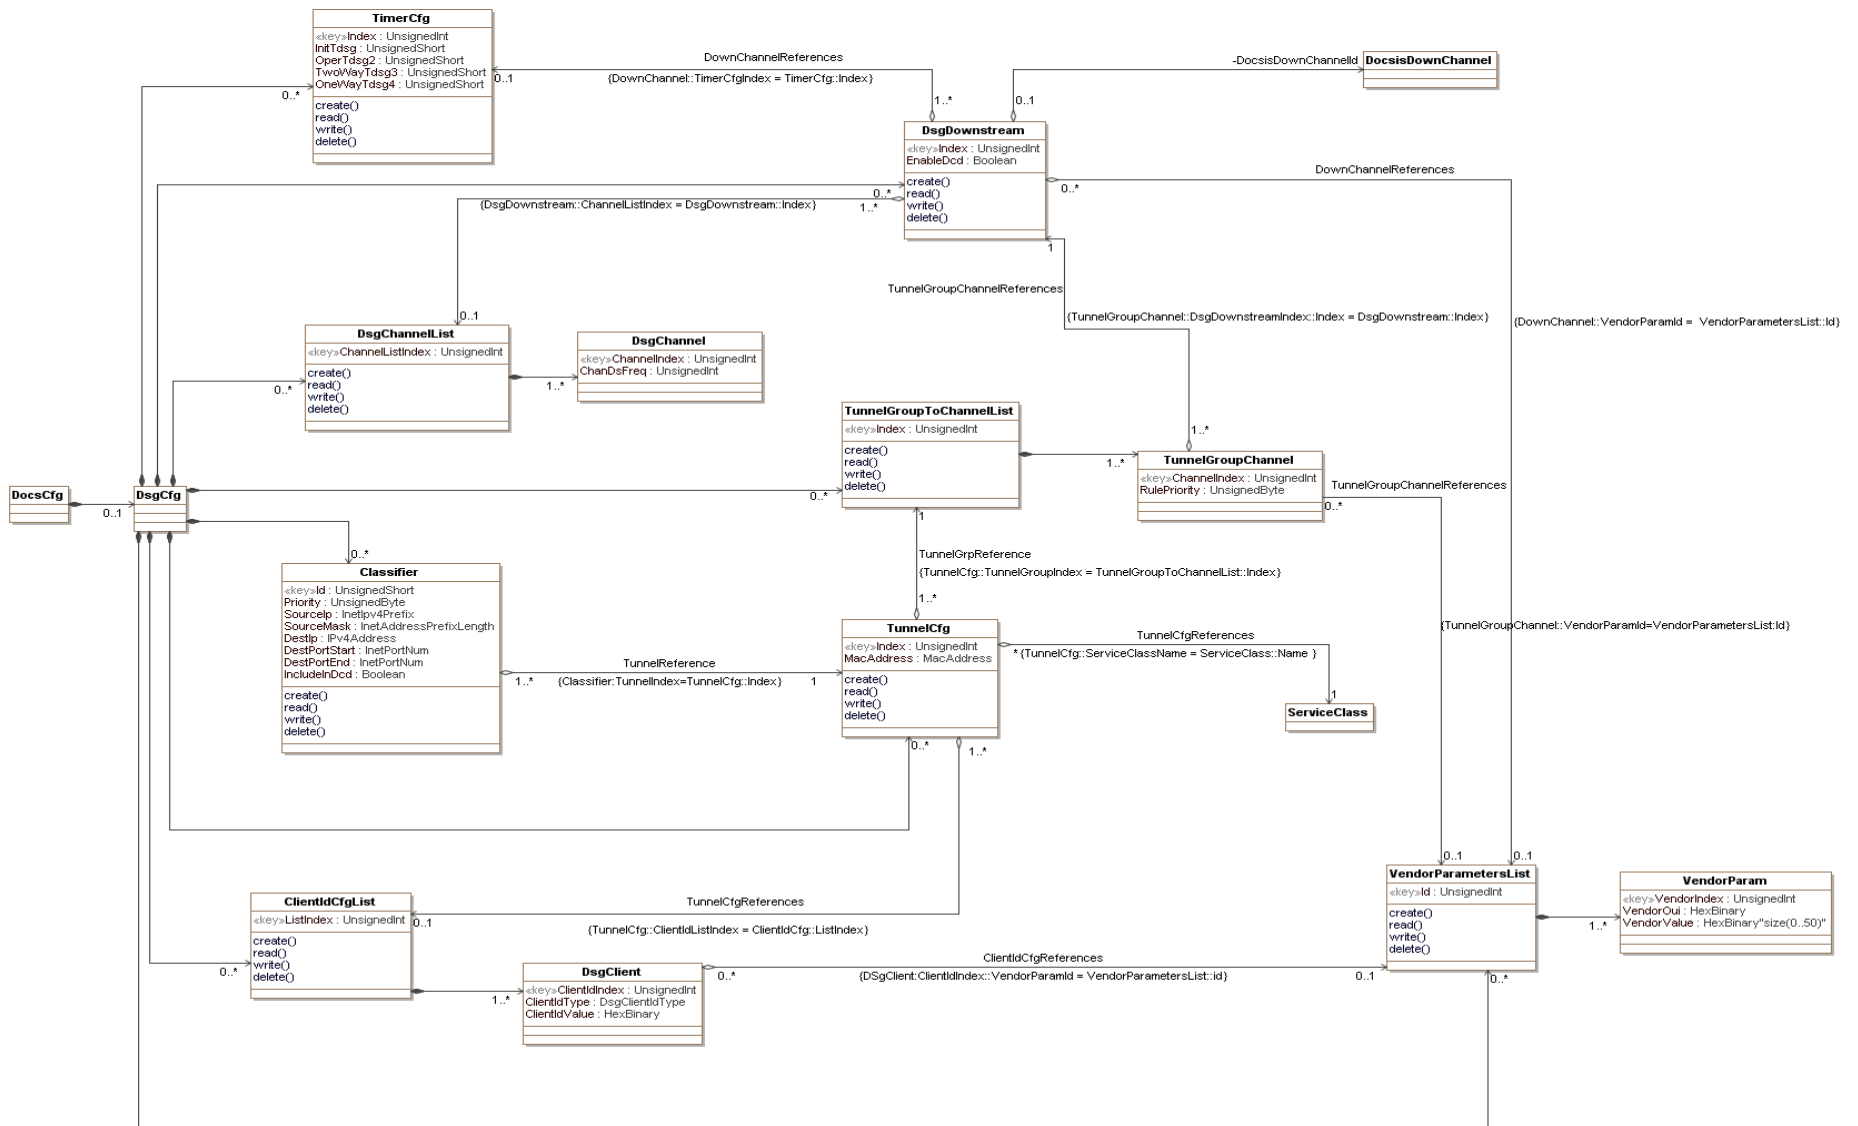 TimerCfg
«key»Index : UnsignedInt
InitTdsg : UnsignedShort
OperTdsg2 : UnsignedShort
TwoWayTdsg3 : UnsignedShort
OneWayTdsg4 : UnsignedShort
create()
read()
write()
delete()
0..*
0..1
DownChannelReferences
{DownChannel::TimerCfgIndex = TimerCfg::Index}
1..*
0..1
-DocsisDownChannelId
DocsisDownChannel
DsgDownstream
«key»Index : UnsignedInt
EnableDcd : Boolean
create()
read()
write()
delete()
0..*
1..*
{DsgDownstream::ChannelListIndex = DsgDownstream::Index}
0..*
DownChannelReferences
1
TunnelGroupChannelReferences
{TunnelGroupChannel::DsgDownstreamIndex::Index = DsgDownstream::Index}
{DownChannel::VendorParamId = VendorParametersList::Id}
0..1
DsgChannelList
«key»ChannelListIndex : UnsignedInt
create()
read()
write()
delete()
0..*
1..*
DsgChannel
«key»ChannelIndex : UnsignedInt
ChanDsFreq : UnsignedInt
TunnelGroupToChannelList
«key»Index : UnsignedInt
create()
read()
write()
delete()
0..*
1..*
1..*
TunnelGroupChannel
«key»ChannelIndex : UnsignedInt
RulePriority : UnsignedByte
TunnelGroupChannelReferences
0..*
DocsCfg
0..1
DsgCfg
1
TunnelGrpReference
{TunnelCfg::TunnelGroupIndex = TunnelGroupToChannelList::Index}
1..*
0..*
Classifier
«key»Id : UnsignedShort
Priority : UnsignedByte
SourceIp : InetIpv4Prefix
SourceMask : InetAddressPrefixLength
DestIp : IPv4Address
DestPortStart : InetPortNum
DestPortEnd : InetPortNum
IncludeInDcd : Boolean
create()
read()
write()
delete()
TunnelReference
1..*
{Classifier:TunnelIndex=TunnelCfg::Index}
1
TunnelCfg
«key»Index : UnsignedInt
MacAddress : MacAddress
create()
read()
write()
delete()
TunnelCfgReferences
* {TunnelCfg::ServiceClassName = ServiceClass::Name }
1
ServiceClass
{TunnelGroupChannel::VendorParamId=VendorParametersList:Id}
0..*
1..*
0..1
0..1
VendorParametersList
«key»Id : UnsignedInt
create()
read()
write()
delete()
1..*
0..*
VendorParam
«key»VendorIndex : UnsignedInt
VendorOui : HexBinary
VendorValue : HexBinary"size(0..50)"
ClientIdCfgList
«key»ListIndex : UnsignedInt
create()
read()
write()
delete()
0..*
0..1
TunnelCfgReferences
{TunnelCfg::ClientIdListIndex = ClientIdCfg::ListIndex}
1..*
DsgClient
«key»ClientIdIndex : UnsignedInt
ClientIdType : DsgClientIdType
ClientIdValue : HexBinary
0..*
ClientIdCfgReferences
{DSgClient:ClientIdIndex::VendorParamId = VendorParametersList::id}
0..1